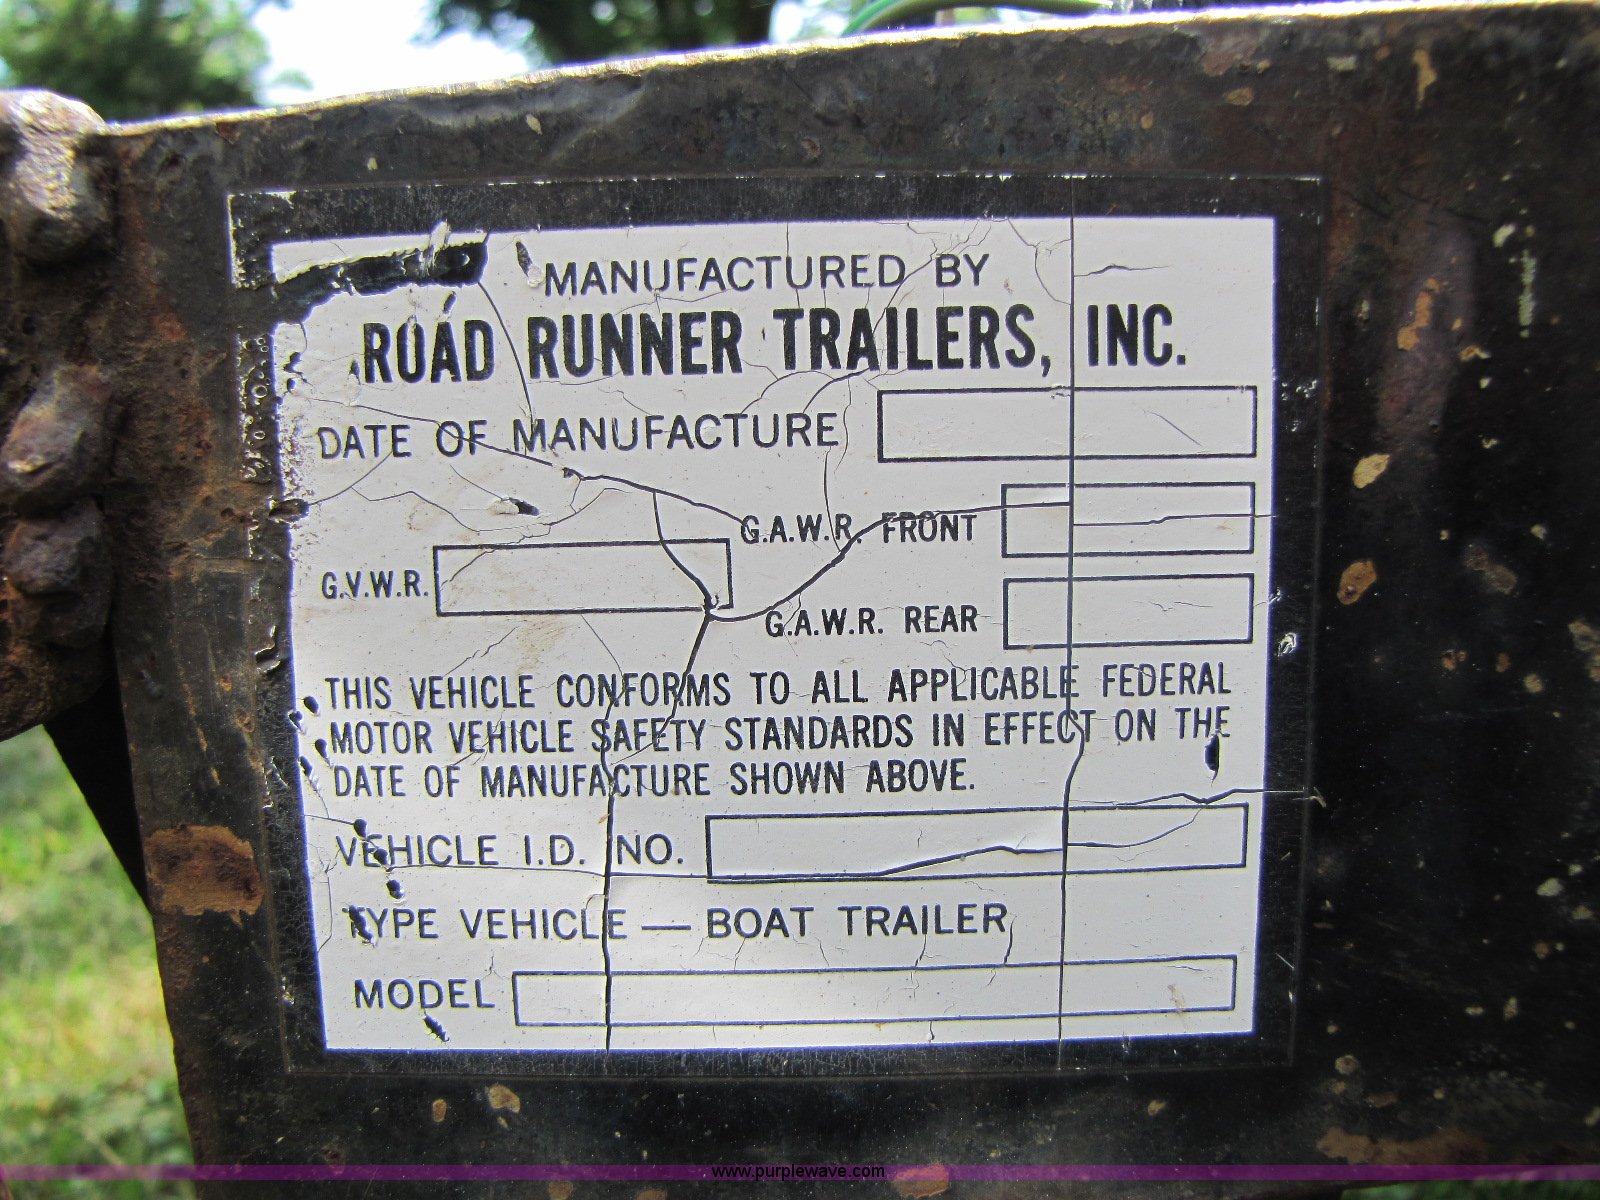 MANUFACTURED BY
ROAD RUNNER TRAILERS, INC.
DATE OF MANUFACTURE
G.A.W.R. FRONT
G.V.W.R.
G.A.W.R. REAR
THIS VEHICLE CONFORMS TO ALL APPLICABLE FEDERAL
MOTOR VEHICLE SAFETY STANDARDS IN EFFECT ON THE
DATE OF MANUFACTURE SHOWN ABOVE.
VEHICLE I.D. NO.
TYPE VEHICLE — BOAT TRAILER
MODEL
www.purplewave.com